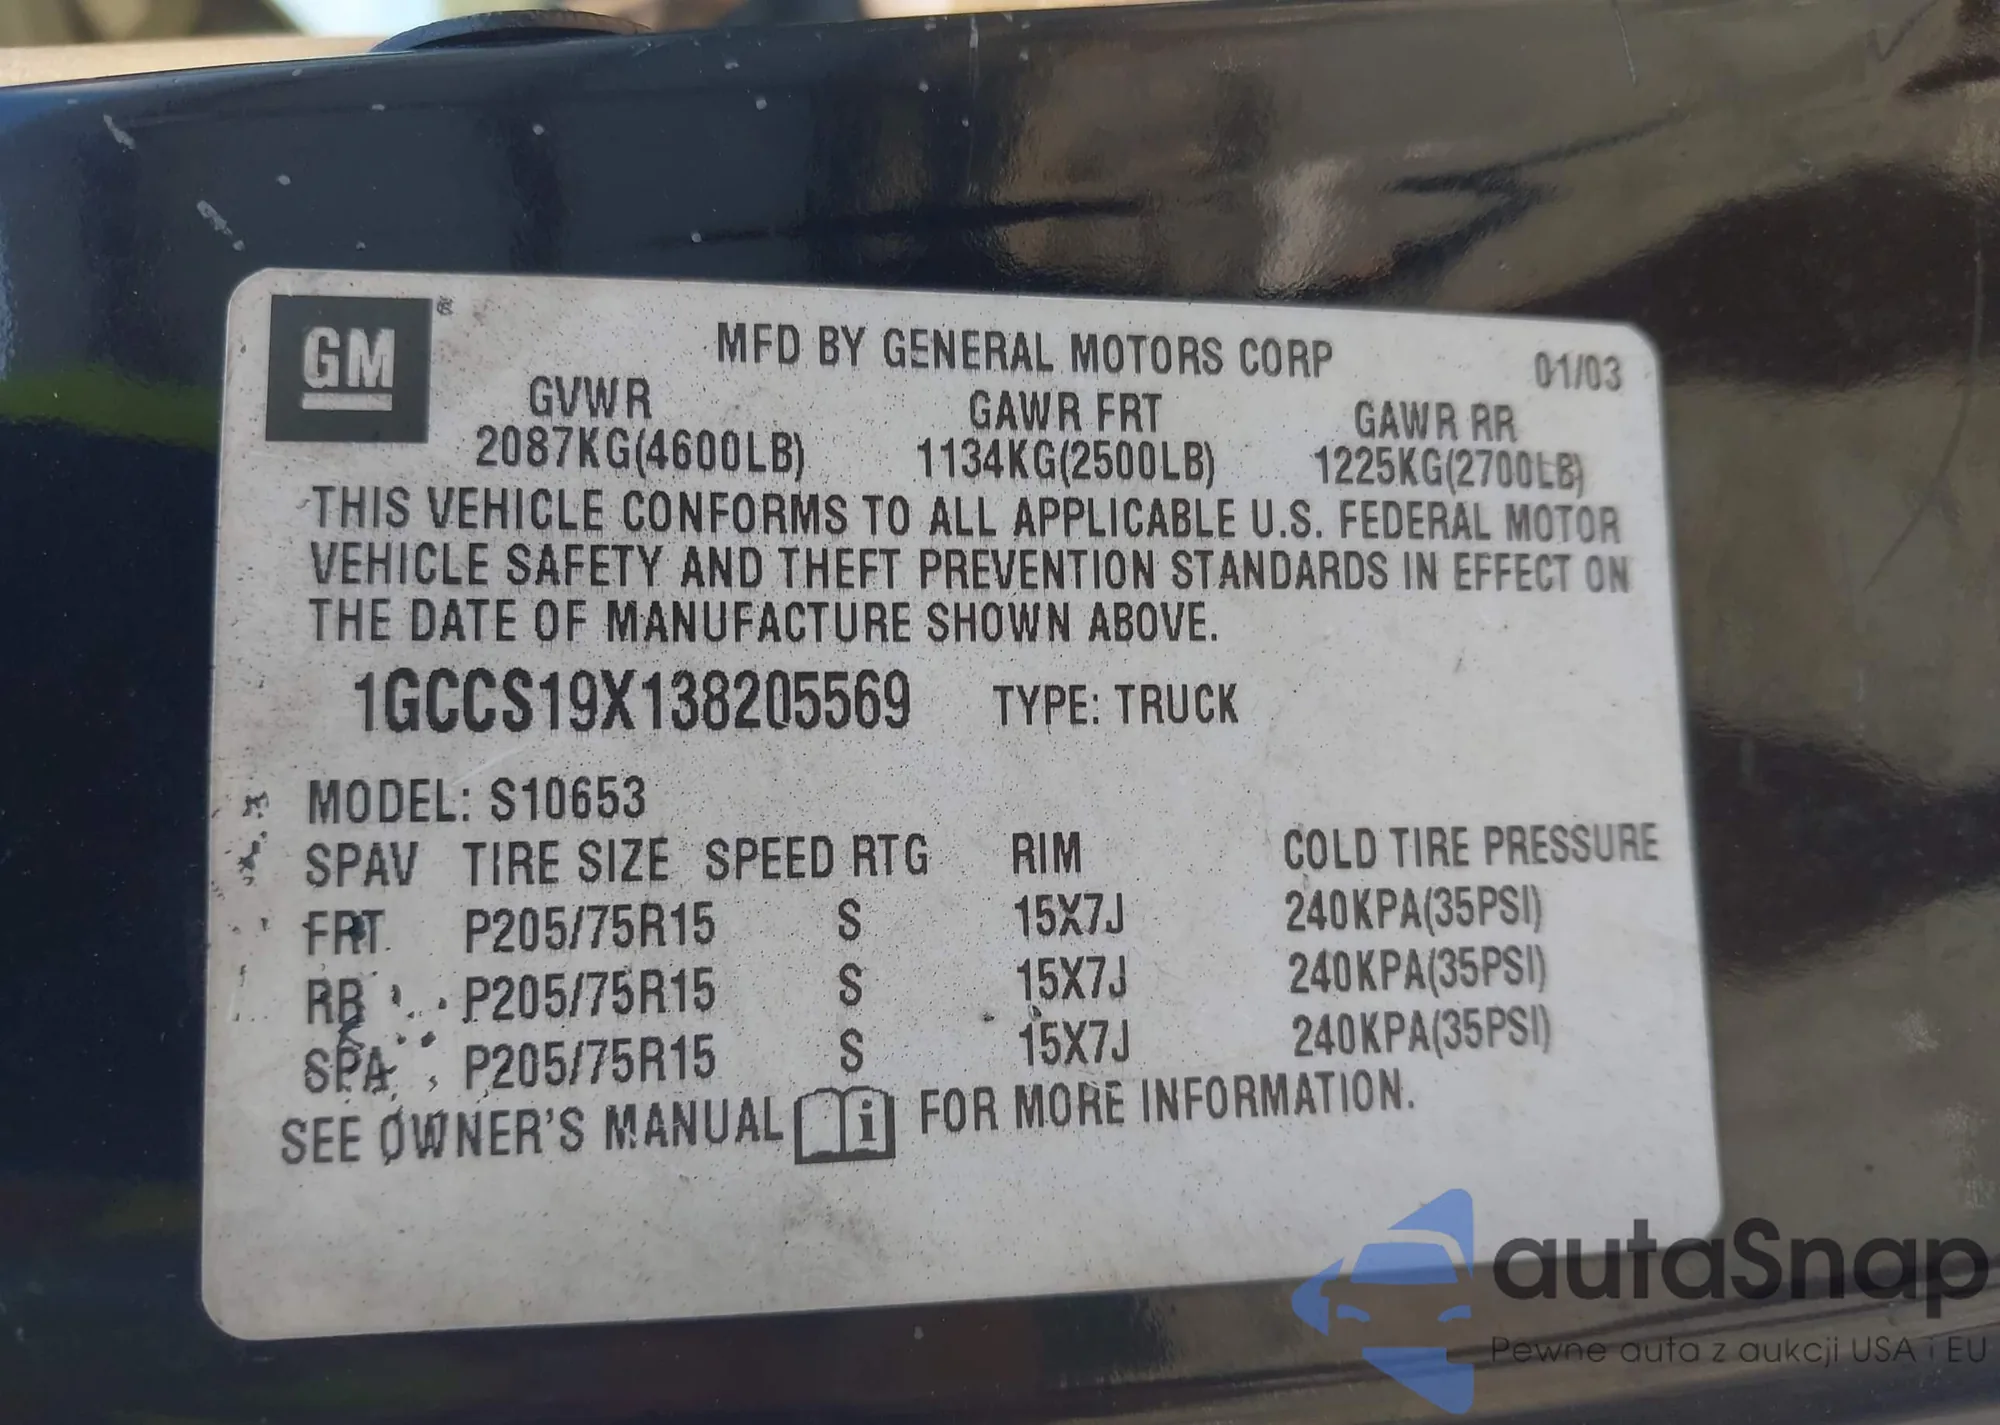 GM ®
MFD BY GENERAL MOTORS CORP 01/03
GVWR GAWR FRT GAWR RR
2087KG(4600LB) 1134KG(2500LB) 1225KG(2700LB)
THIS VEHICLE CONFORMS TO ALL APPLICABLE U.S. FEDERAL MOTOR
VEHICLE SAFETY AND THEFT PREVENTION STANDARDS IN EFFECT ON
THE DATE OF MANUFACTURE SHOWN ABOVE.
1GCCS19X138205569 TYPE: TRUCK
MODEL: S10653
SPAV TIRE SIZE SPEED RTG RIM COLD TIRE PRESSURE
FRT P205/75R15 S 15X7J 240KPA(35PSI)
RR P205/75R15 S 15X7J 240KPA(35PSI)
SPA P205/75R15 S 15X7J 240KPA(35PSI)
SEE OWNER'S MANUAL i FOR MORE INFORMATION.
autaSnap
Pewne auta z aukcji USA i EU